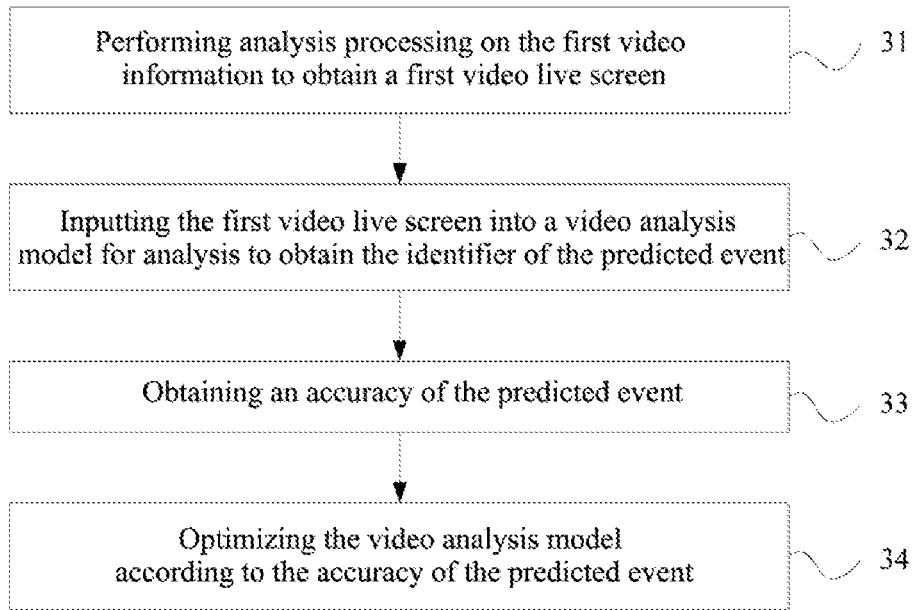 Performing analysis processing on the first video
information to obtain a first video live screen
31
Inputting the first video live screen into a video analysis
model for analysis to obtain the identifier of the predicted event
32
Obtaining an accuracy of the predicted event
33
Optimizing the video analysis model
according to the accuracy of the predicted event
34